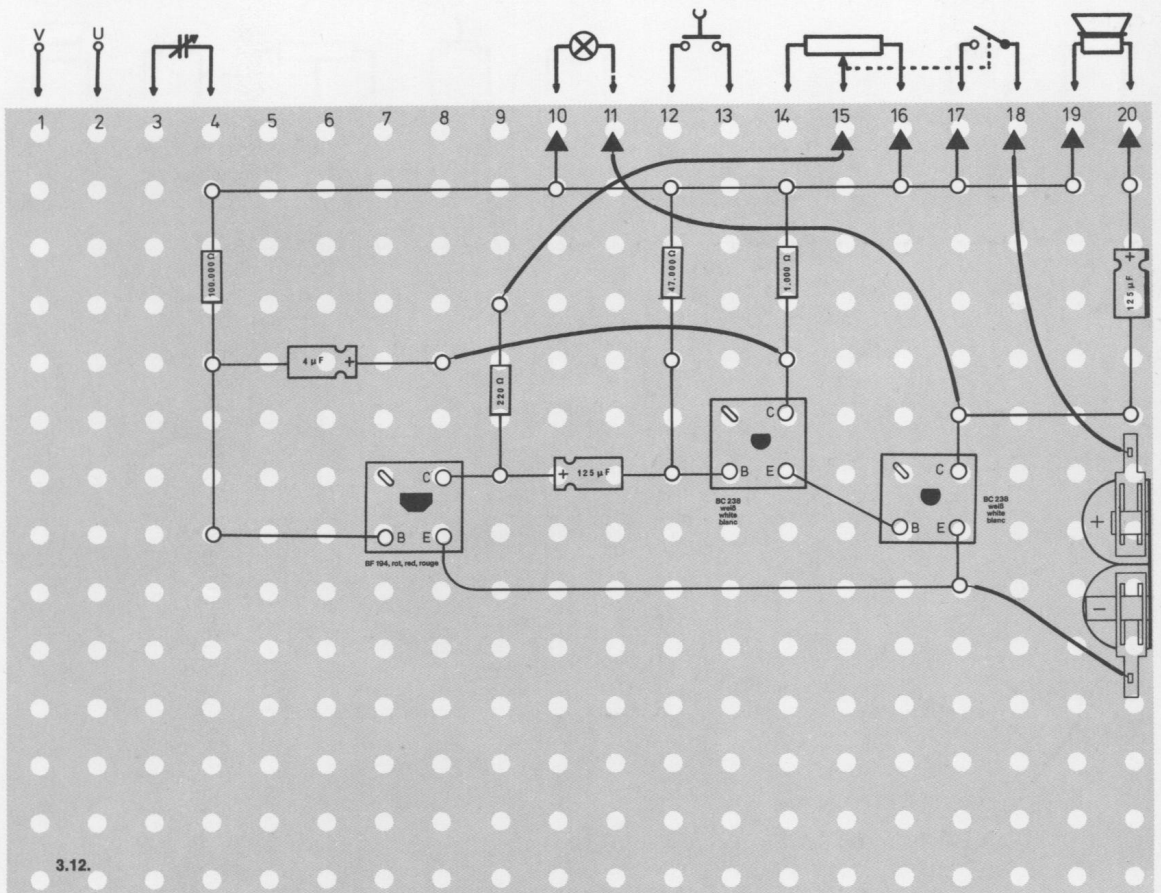 V U
1 2 3 4 5 6 7 8 9 10 11 12 13 14 15 16 17 18 19 20
100.000 Ω
47.000 Ω
1.000 Ω
+
125 µF
4 µF +
220 Ω
C
B E
BF 194, rot, red, rouge
+ 125 µF
C
B E
BC 238
weiß
white
blanc
C
B E
BC 238
weiß
white
blanc
+
−
3.12.